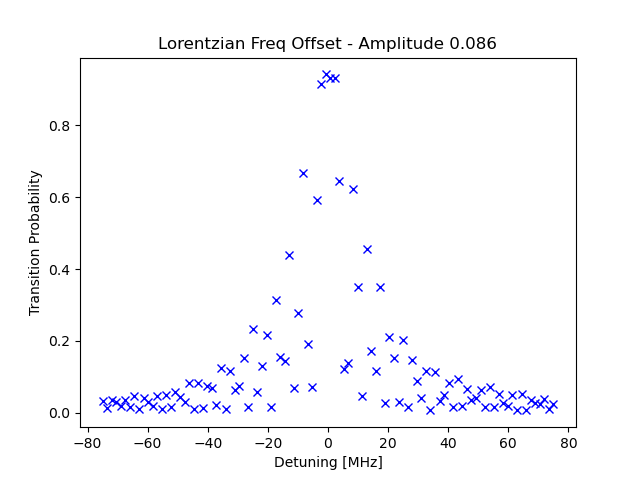 Lorentzian Freq Offset - Amplitude 0.086
Transition Probability
0.8
0.6
0.4
0.2
0.0
−80 −60 −40 −20 0 20 40 60 80
Detuning [MHz]